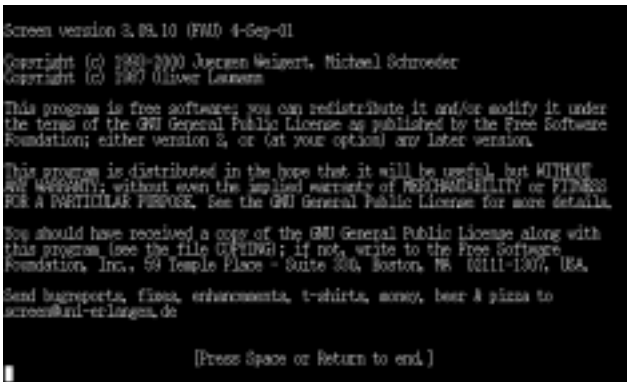 Screen version 3.09.10 (FAU) 4-Sep-01
Copyright (c) 1993-2000 Juergen Weigert, Michael Schroeder
Copyright (c) 1987 Oliver Laumann
This program is free software; you can redistribute it and/or modify it under
the terms of the GNU General Public License as published by the Free Software
Foundation; either version 2, or (at your option) any later version.
This program is distributed in the hope that it will be useful, but WITHOUT
ANY WARRANTY; without even the implied warranty of MERCHANTABILITY or FITNESS
FOR A PARTICULAR PURPOSE. See the GNU General Public License for more details.
You should have received a copy of the GNU General Public License along with
this program (see the file COPYING); if not, write to the Free Software
Foundation, Inc., 59 Temple Place - Suite 330, Boston, MA 02111-1307, USA.
Send bugreports, fixes, enhancements, t-shirts, money, beer & pizza to
screen@uni-erlangen.de
[Press Space or Return to end.]